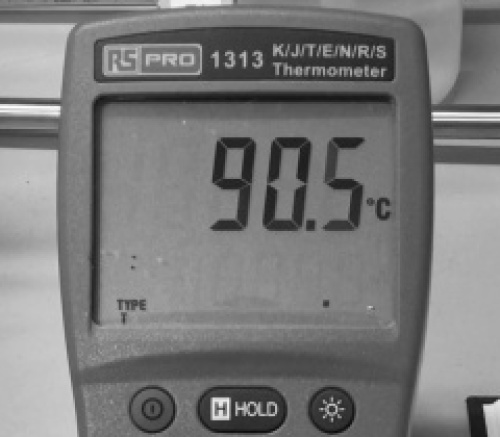 RS PRO 1313 K/J/T/E/N/R/S
Thermometer
90.5 °C
TYPE
T
H HOLD